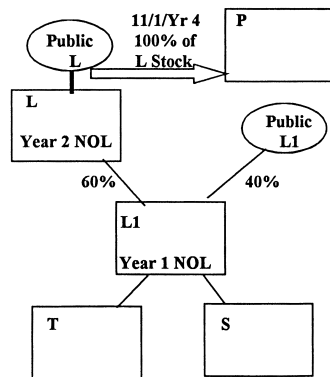 Public
L
11/1/Yr 4
100% of
L Stock
P
L
Year 2 NOL
Public
L1
60%
40%
L1
Year 1 NOL
T
S